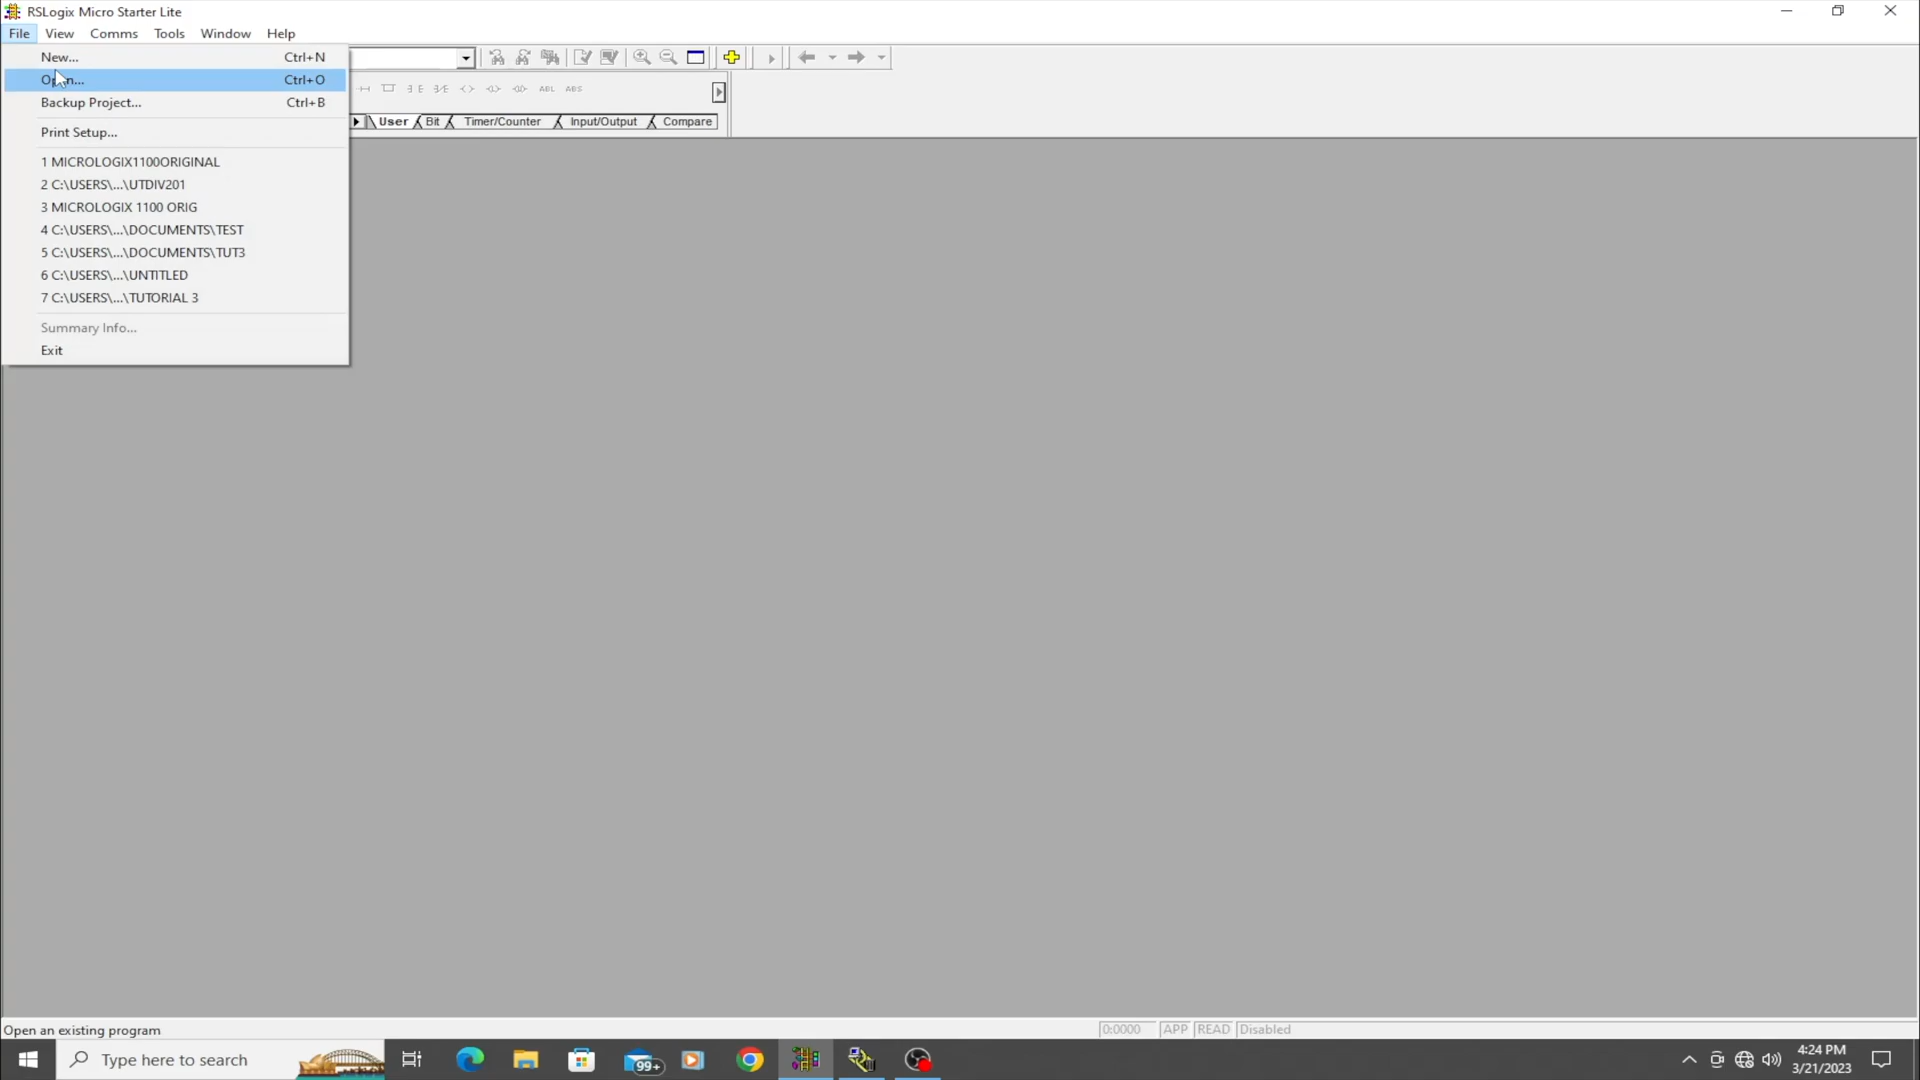 RSLogix Micro Starter Lite
File View Comms Tools Window Help
New... Ctrl+N
Open... Ctrl+O
Backup Project... Ctrl+B
Print Setup...
1 MICROLOGIX1100ORIGINAL
2 C:\USERS\...\UTDIV201
3 MICROLOGIX 1100 ORIG
4 C:\USERS\...\DOCUMENTS\TEST
5 C:\USERS\...\DOCUMENTS\TUT3
6 C:\USERS\...\UNTITLED
7 C:\USERS\...\TUTORIAL 3
Summary Info...
Exit
ABL ABS
User Bit Timer/Counter Input/Output Compare
Open an existing program
0:0000 APP READ Disabled
Type here to search
99+
4:24 PM
3/21/2023